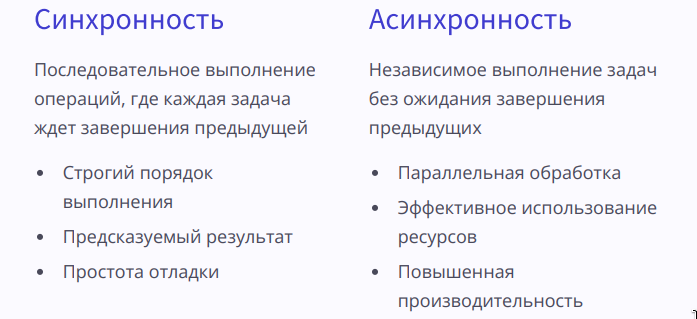 Синхронность
Последовательное выполнение
операций, где каждая задача
ждет завершения предыдущей
• Строгий порядок
выполнения
• Предсказуемый результат
• Простота отладки
Асинхронность
Независимое выполнение задач
без ожидания завершения
предыдущих
• Параллельная обработка
• Эффективное использование
ресурсов
• Повышенная
производительность